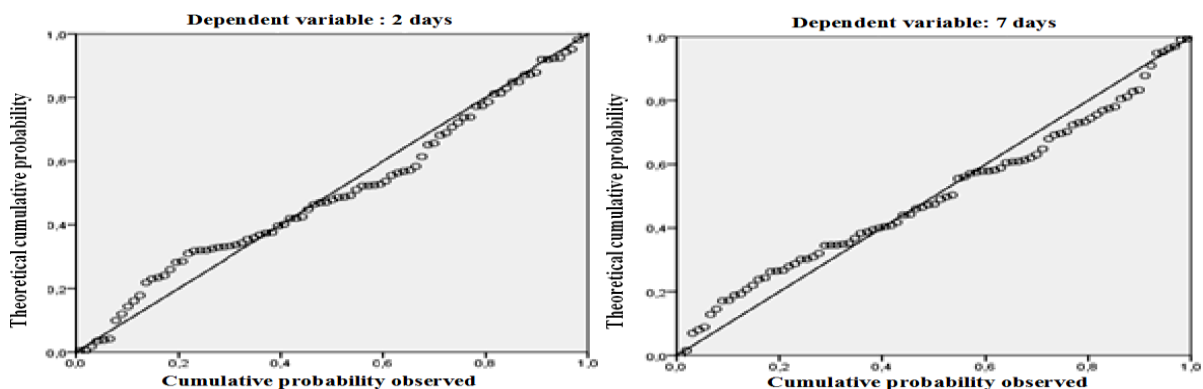 Dependent variable : 2 days
1,0
0,8
0,6
0,4
0,2
0,0
0,0 0,2 0,4 0,6 0,8 1,0
Theoretical cumulative probability
Cumulative probability observed
Dependent variable: 7 days
1,0
0,8
0,6
0,4
0,2
0,0
0,0 0,2 0,4 0,6 0,8 1,0
Theoretical cumulative probability
Cumulative probability observed